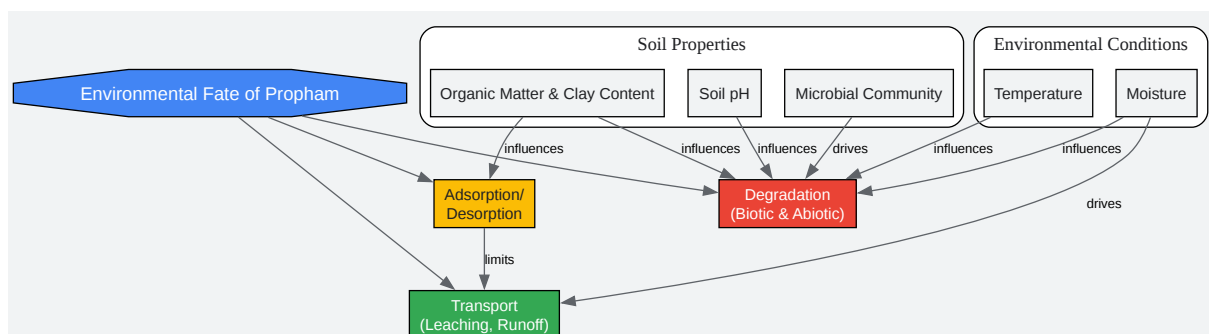 Soil Properties
Environmental Conditions
Environmental Fate of Propham
Organic Matter & Clay Content
Soil pH
Microbial Community
Temperature
Moisture
influences
influences
influences
drives
influences
influences
Adsorption/
Desorption
Degradation
(Biotic & Abiotic)
drives
limits
Transport
(Leaching, Runoff)